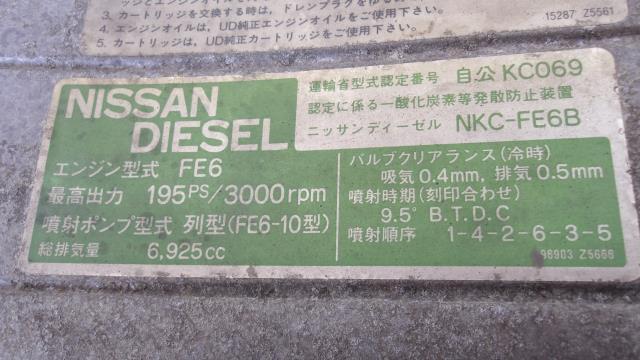 3. カートリッジを交換する時は、ドレンプラグをゆる
4. エンジンオイルは、UD純正エンジンオイルをご使用下さい。
5. カートリッジは、UD純正カートリッジをご使用下さい。
15287 Z5561
NISSAN
DIESEL
運輸省型式認定番号 自公 KC069
認定に係る一酸化炭素等発散防止装置
ニッサンディーゼル NKC-FE6B
エンジン型式 FE6
最高出力 195PS/3000rpm
噴射ポンプ型式 列型(FE6-10型)
総排気量 6,925cc
バルブクリアランス(冷時)
吸気0.4mm, 排気0.5mm
噴射時期(刻印合わせ)
9.5° B.T.D.C
噴射順序 1-4-2-6-3-5
Z5666